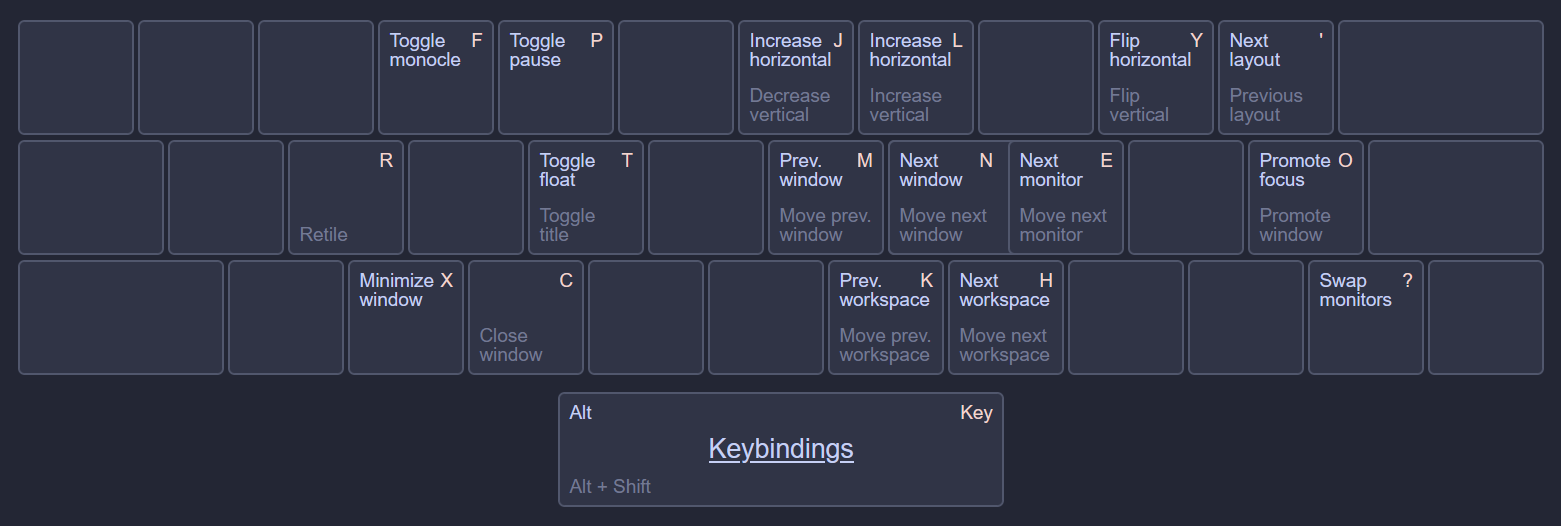 Toggle F
monocle
Toggle P
pause
Increase J
horizontal
Decrease
vertical
Increase L
horizontal
Increase
vertical
Flip Y
horizontal
Flip
vertical
Next '
layout
Previous
layout
R
Retile
Toggle T
float
Toggle
title
Prev. M
window
Move prev.
window
Next N
window
Move next
window
Next E
monitor
Move next
monitor
Promote O
focus
Promote
window
Minimize X
window
C
Close
window
Prev. K
workspace
Move prev.
workspace
Next H
workspace
Move next
workspace
Swap ?
monitors
Alt Key
Keybindings
Alt + Shift